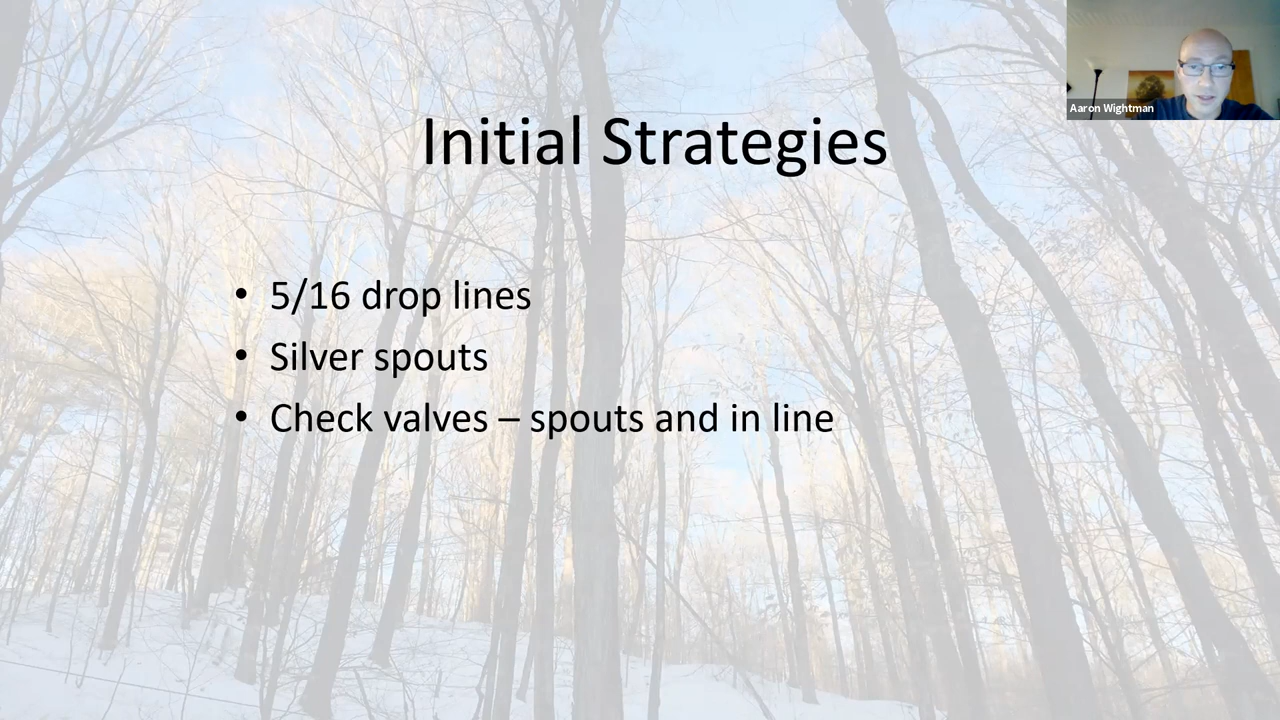 Aaron Wightman
Initial Strategies
• 5/16 drop lines
• Silver spouts
• Check valves – spouts and in line